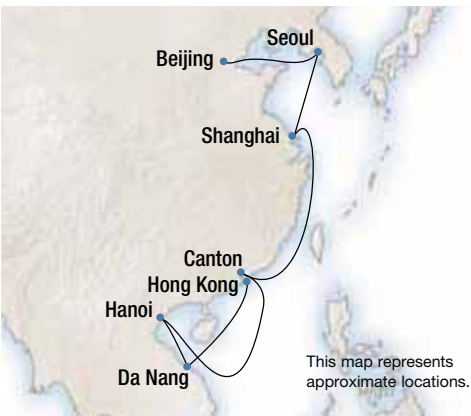 Seoul
Beijing
Shanghai
Canton
Hong Kong
Hanoi
Da Nang
This map represents
approximate locations.